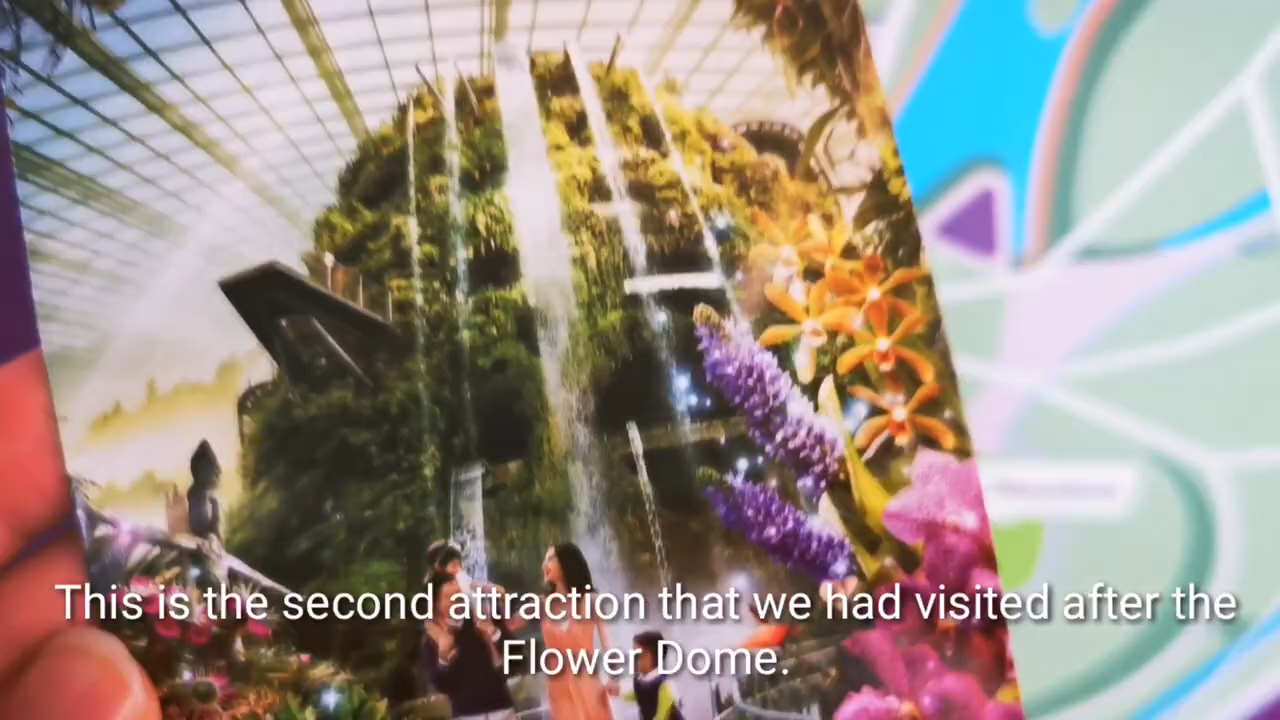 This is the second attraction that we had visited after the
Flower Dome.